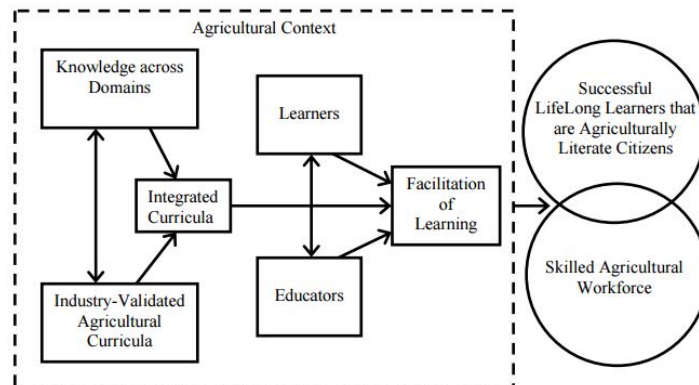 Agricultural Context
Knowledge across
Domains
Industry-Validated
Agricultural
Curricula
Integrated
Curricula
Learners
Educators
Facilitation
of
Learning
Successful
LifeLong Learners that
are Agriculturally
Literate Citizens
Skilled Agricultural
Workforce